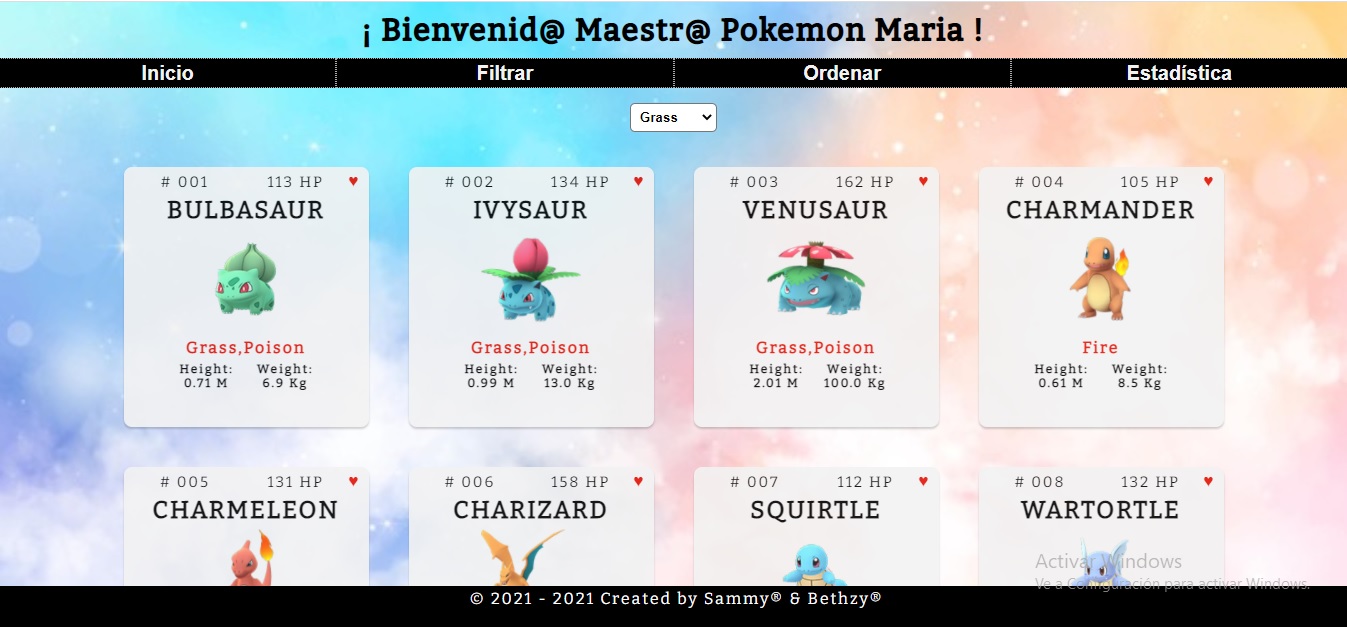 ¡ Bienvenid@ Maestr@ Pokemon Maria !
Inicio Filtrar Ordenar Estadística
Grass
# 001 113 HP ♥
BULBASAUR
Grass,Poison
Height: Weight:
0.71 M 6.9 Kg
# 002 134 HP ♥
IVYSAUR
Grass,Poison
Height: Weight:
0.99 M 13.0 Kg
# 003 162 HP ♥
VENUSAUR
Grass,Poison
Height: Weight:
2.01 M 100.0 Kg
# 004 105 HP ♥
CHARMANDER
Fire
Height: Weight:
0.61 M 8.5 Kg
# 005 131 HP ♥
CHARMELEON
# 006 158 HP ♥
CHARIZARD
# 007 112 HP ♥
SQUIRTLE
# 008 132 HP ♥
WARTORTLE
Activar Windows
Ve a Configuración para activar Windows.
© 2021 - 2021 Created by Sammy® & Bethzy®